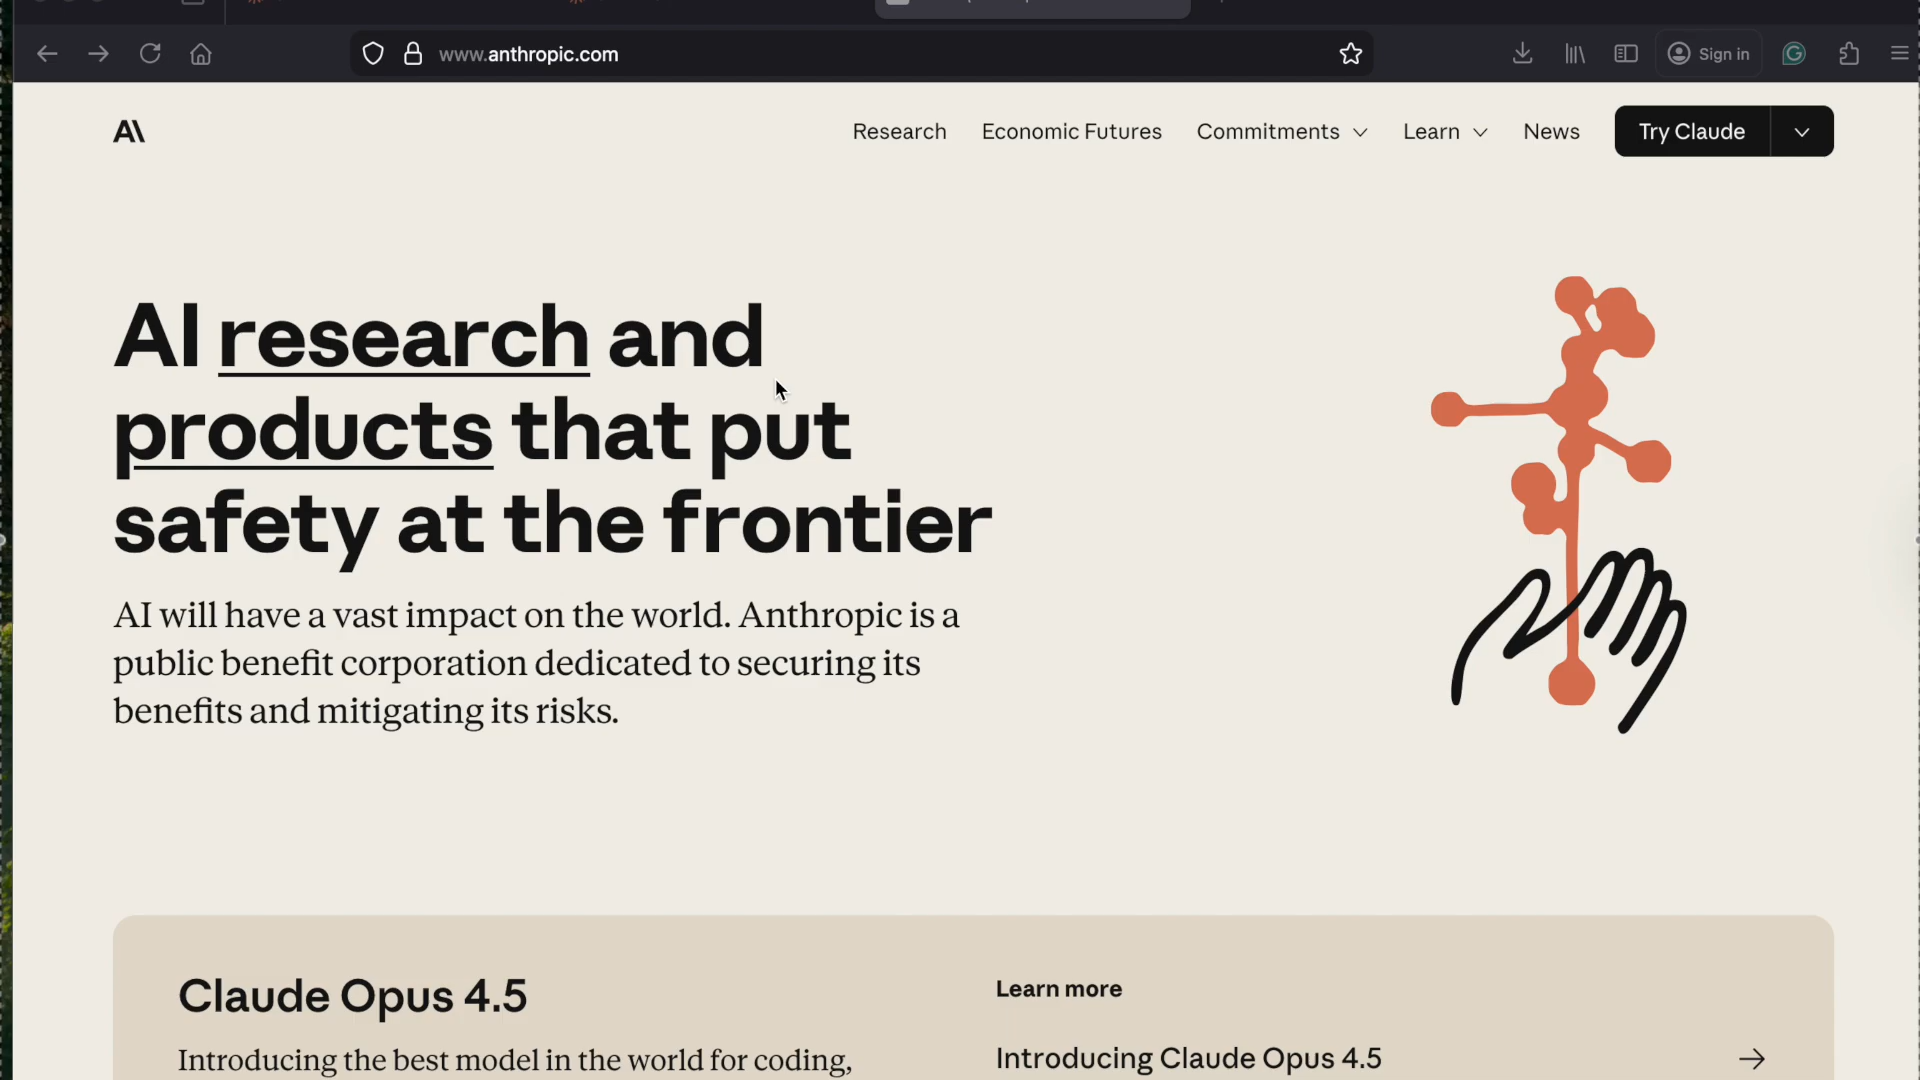 www.anthropic.com
Sign in
A\
Research
Economic Futures
Commitments
Learn
News
Try Claude
AI research and
products that put
safety at the frontier
AI will have a vast impact on the world. Anthropic is a
public benefit corporation dedicated to securing its
benefits and mitigating its risks.
Claude Opus 4.5
Introducing the best model in the world for coding,
Learn more
Introducing Claude Opus 4.5